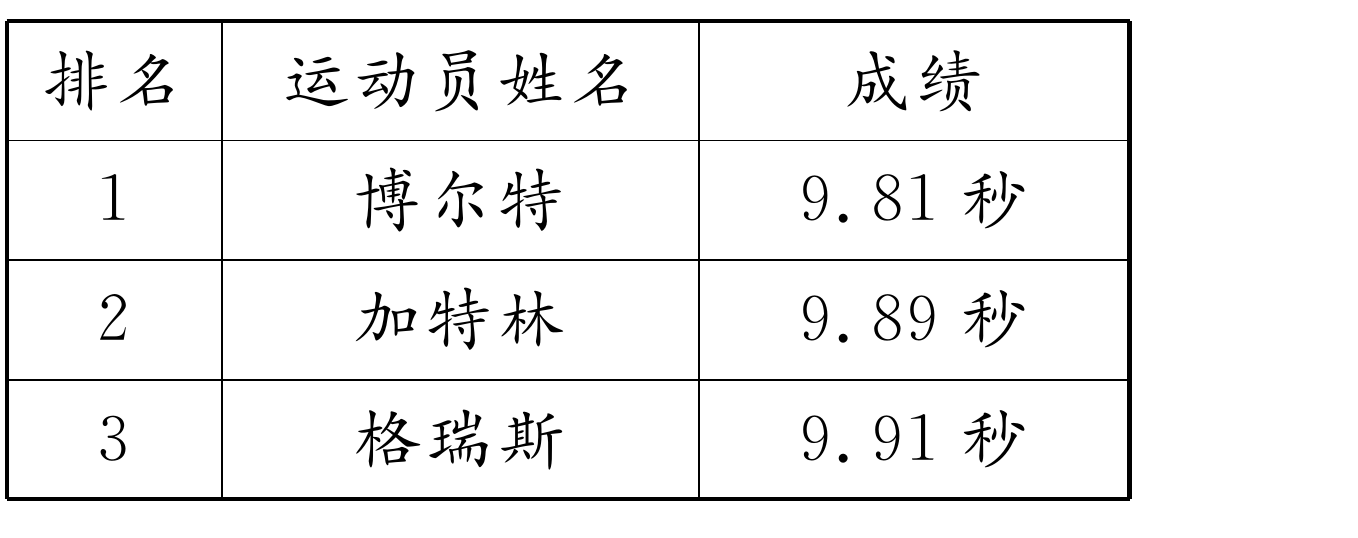 排名 运动员姓名 成绩
1 博尔特 9.81 秒
2 加特林 9.89 秒
3 格瑞斯 9.91 秒